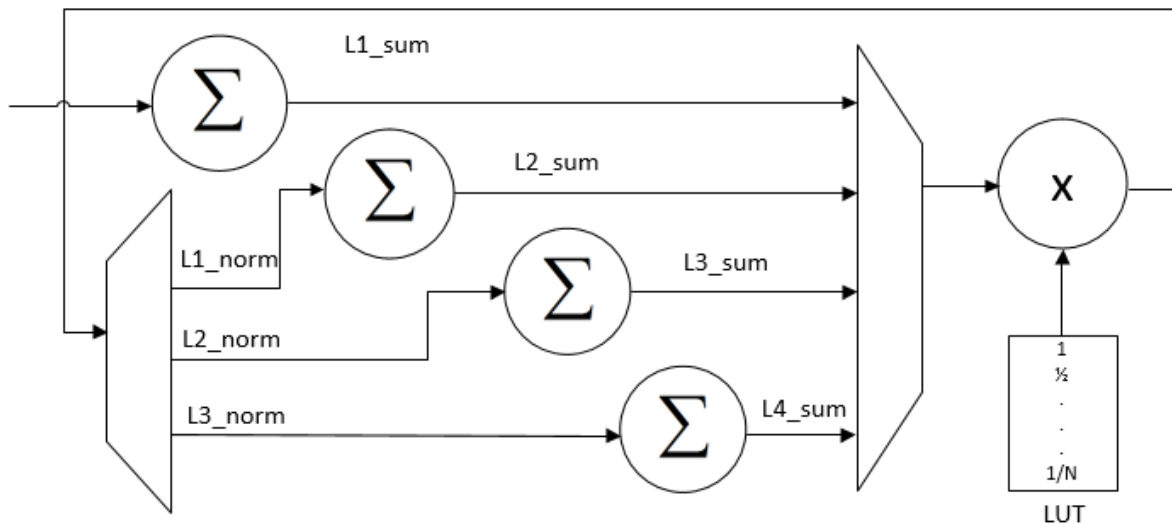 L1_sum
Σ
L2_sum
Σ
X
L1_norm
L3_sum
Σ
L2_norm
1
½
.
.
.
1/N
L3_norm
L4_sum
Σ
LUT